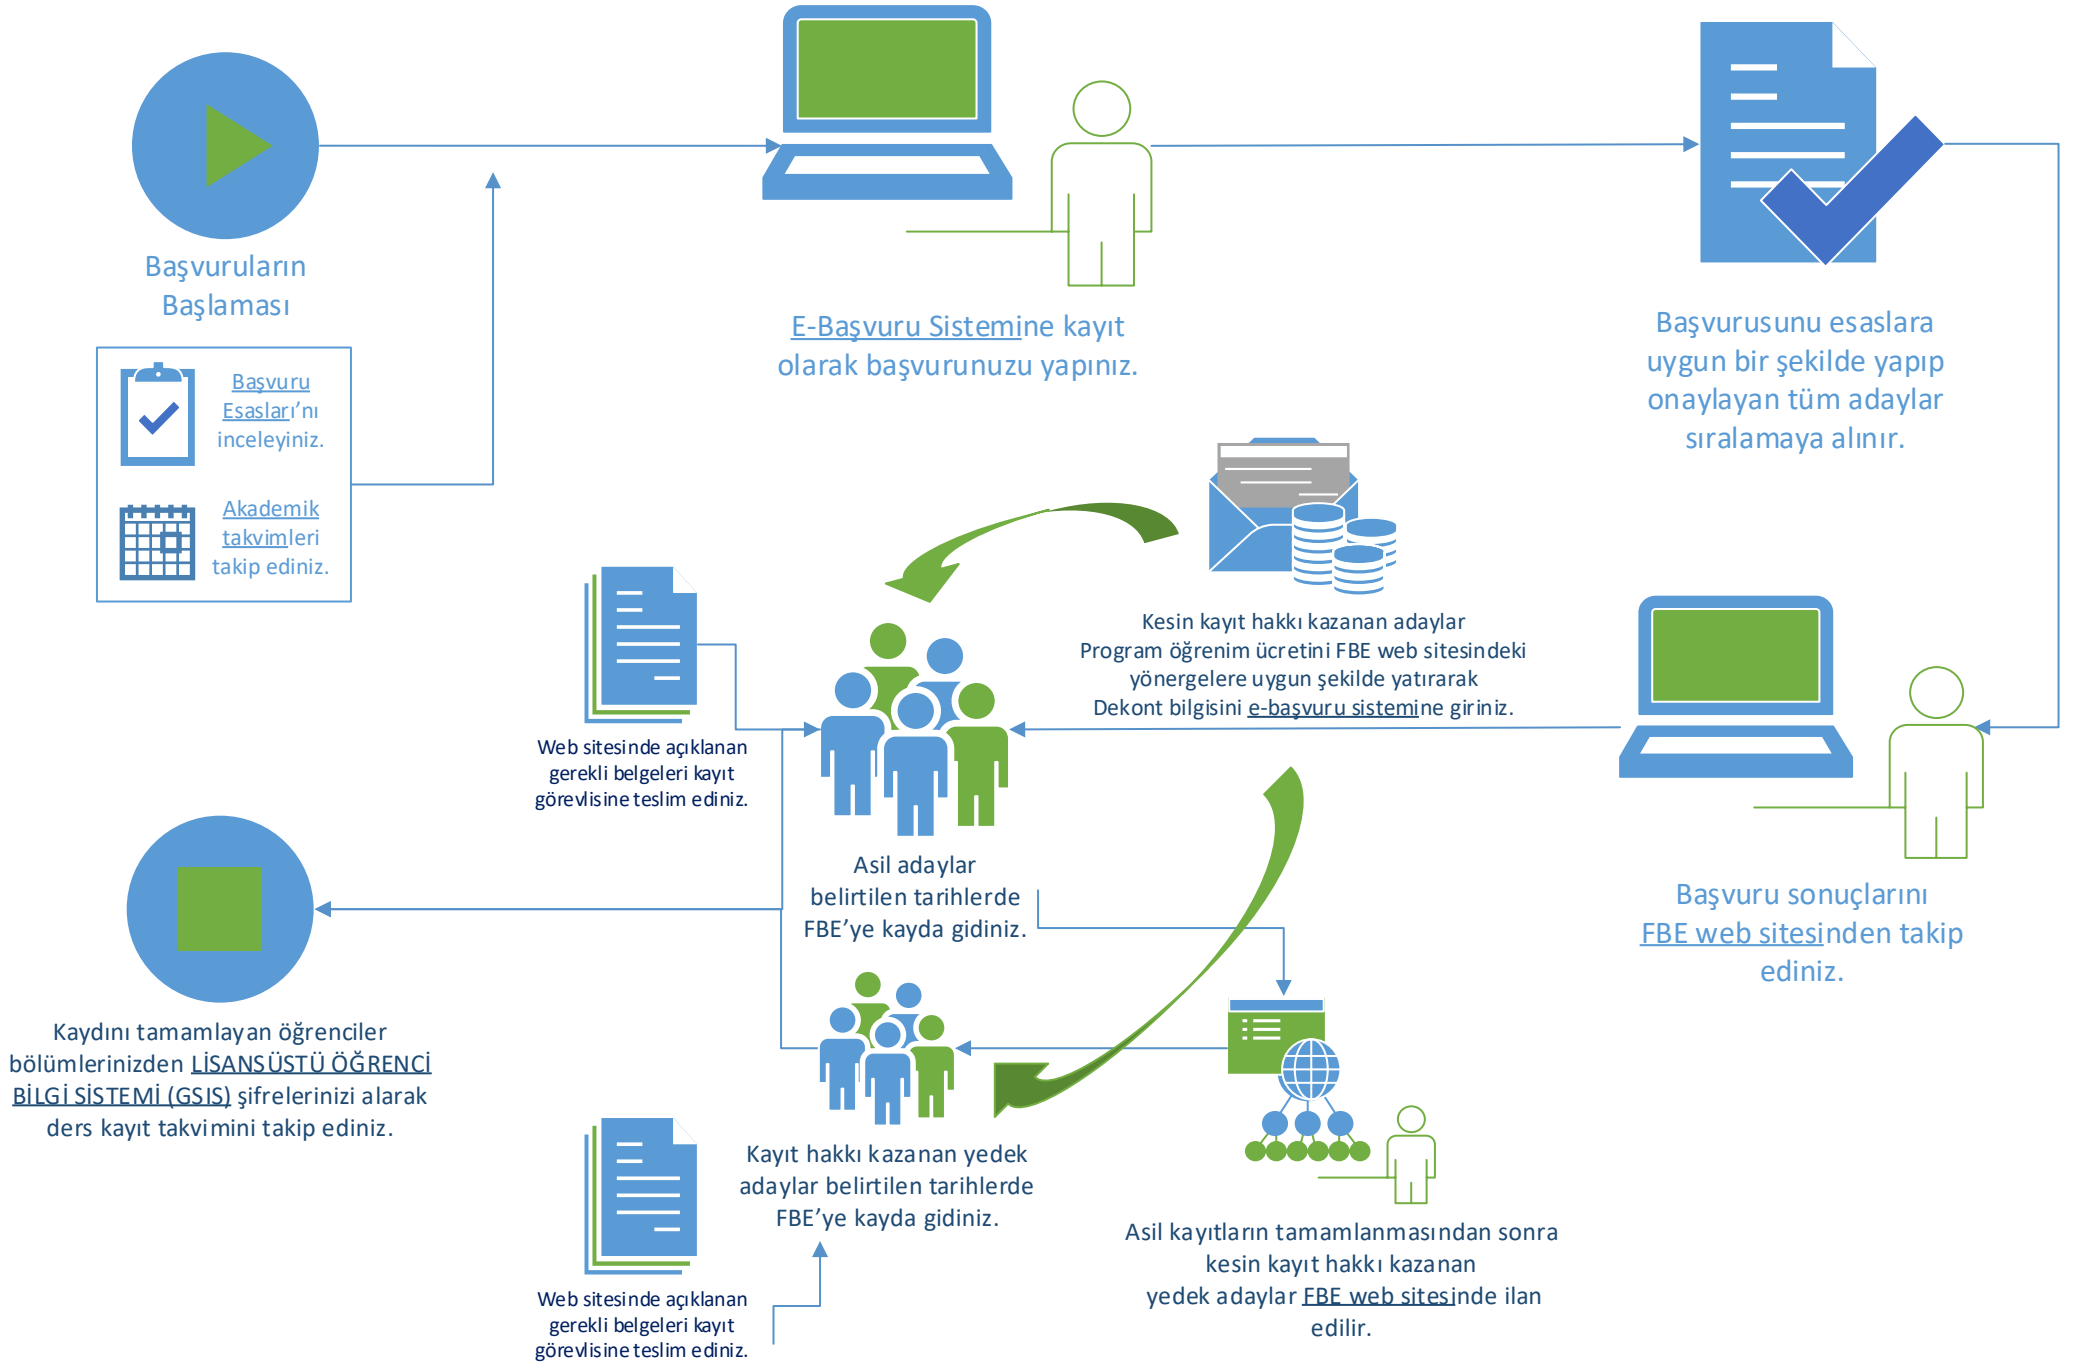 Başvuruların
Başlaması
Başvuru
Esasları’nı
inceleyiniz.
Akademik
takvimleri
takip ediniz.
E-Başvuru Sistemine kayıt
olarak başvurunuzu yapınız.
Başvurusunu esaslara
uygun bir şekilde yapıp
onaylayan tüm adaylar
sıralamaya alınır.
Başvuru sonuçlarını
FBE web sitesinden takip
ediniz.
Kesin kayıt hakkı kazanan adaylar
Program öğrenim ücretini FBE web sitesindeki
yönergelere uygun şekilde yatırarak
Dekont bilgisini e-başvuru sistemine giriniz.
Web sitesinde açıklanan
gerekli belgeleri kayıt
görevlisine teslim ediniz.
Asil adaylar
belirtilen tarihlerde
FBE’ye kayda gidiniz.
Asil kayıtların tamamlanmasından sonra
kesin kayıt hakkı kazanan
yedek adaylar FBE web sitesinde ilan
edilir.
Kayıt hakkı kazanan yedek
adaylar belirtilen tarihlerde
FBE’ye kayda gidiniz.
Web sitesinde açıklanan
gerekli belgeleri kayıt
görevlisine teslim ediniz.
Kaydını tamamlayan öğrenciler
bölümlerinizden LİSANSÜSTÜ ÖĞRENCİ
BİLGİ SİSTEMİ (GSIS) şifrelerinizi alarak
ders kayıt takvimini takip ediniz.